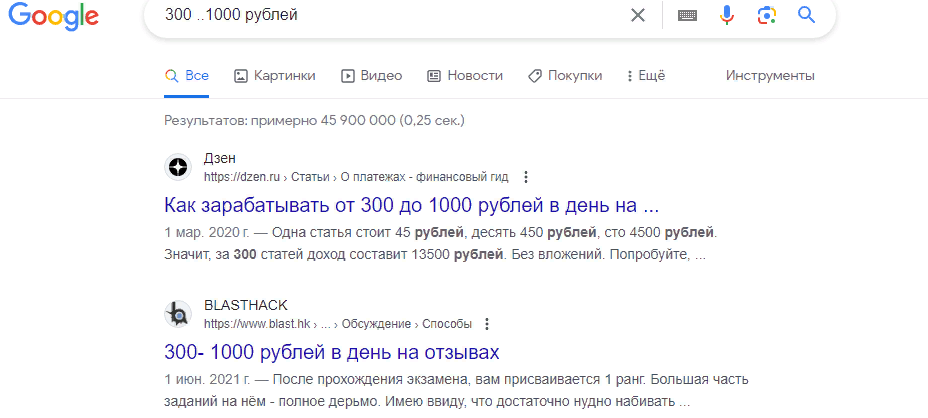 Google
300 ..1000 рублей
Все Картинки Видео Новости Покупки Ещё Инструменты
Результатов: примерно 45 900 000 (0,25 сек.)
Дзен
https://dzen.ru › Статьи › О платежах - финансовый гид
Как зарабатывать от 300 до 1000 рублей в день на ...
1 мар. 2020 г. — Одна статья стоит 45 рублей, десять 450 рублей, сто 4500 рублей.
Значит, за 300 статей доход составит 13500 рублей. Без вложений. Попробуйте, ...
BLASTHACK
https://www.blast.hk › ... › Обсуждение › Способы
300- 1000 рублей в день на отзывах
1 июн. 2021 г. — После прохождения экзамена, вам присваивается 1 ранг. Большая часть
заданий на нём - полное дерьмо. Имею ввиду, что достаточно нудно набивать ...